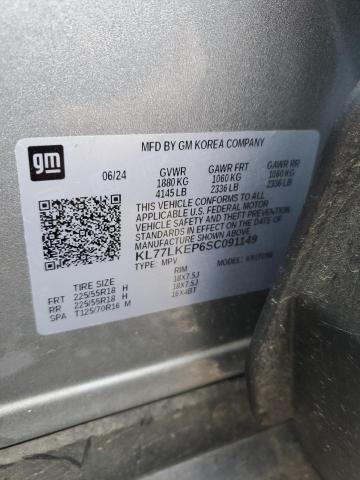 gm
MFD BY GM KOREA COMPANY
06/24 GVWR GAWR FRT GAWR RR
1880 KG 1060 KG 1060 KG
4145 LB 2336 LB 2336 LB
THIS VEHICLE CONFORMS TO ALL
APPLICABLE U.S. FEDERAL MOTOR
VEHICLE SAFETY STANDARDS IN
EFFECT ON THE DATE OF
MANUFACTURE SHOWN ABOVE.
KL77LKEP6SC091149
TYPE: MPV MODEL:
TIRE SIZE RIM
FRT 225/55R18 H 18X7.5J
RR 225/55R18 H 18X7.5J
SPA T125/70R16 M 16X4BT